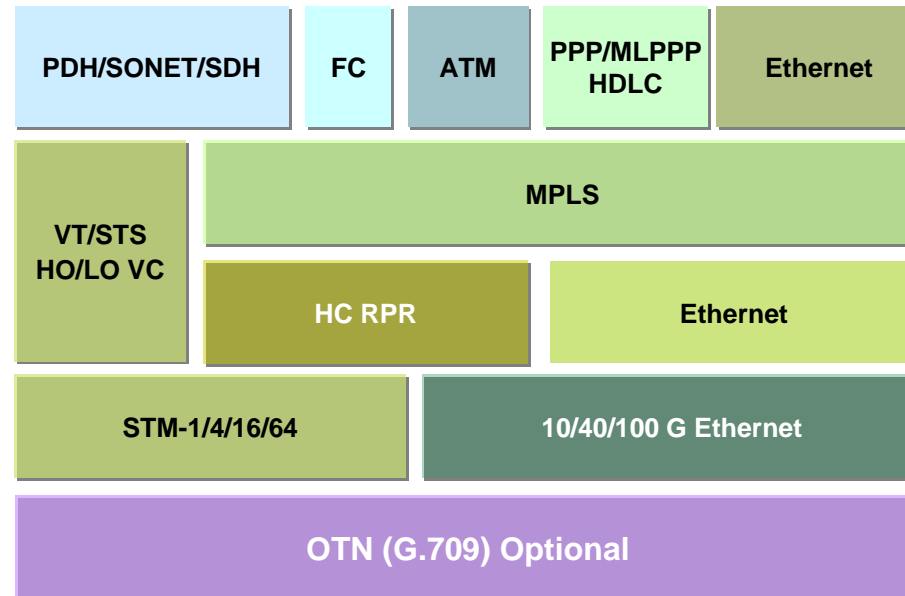 PDH/SONET/SDH
FC
ATM
PPP/MLPPP
HDLC
Ethernet
VT/STS
HO/LO VC
MPLS
HC RPR
Ethernet
STM-1/4/16/64
10/40/100 G Ethernet
OTN (G.709) Optional